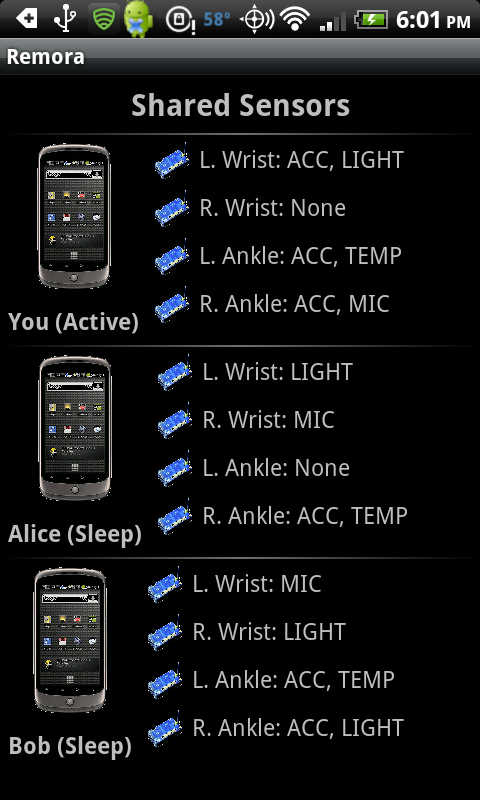 58°
6:01 PM
Remora
Shared Sensors
L. Wrist: ACC, LIGHT
R. Wrist: None
L. Ankle: ACC, TEMP
R. Ankle: ACC, MIC
You (Active)
L. Wrist: LIGHT
R. Wrist: MIC
L. Ankle: None
R. Ankle: ACC, TEMP
Alice (Sleep)
L. Wrist: MIC
R. Wrist: LIGHT
L. Ankle: ACC, TEMP
R. Ankle: ACC, LIGHT
Bob (Sleep)